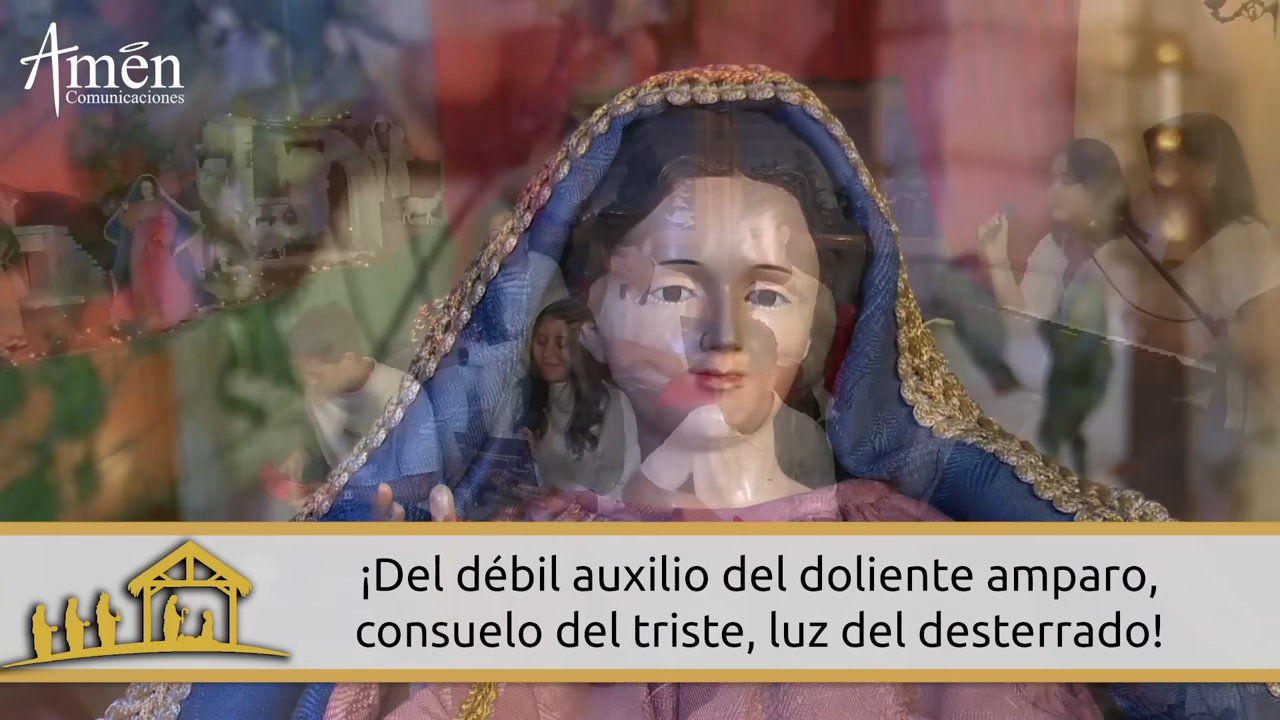 Amén
Comunicaciones
¡Del débil auxilio del doliente amparo,
consuelo del triste, luz del desterrado!